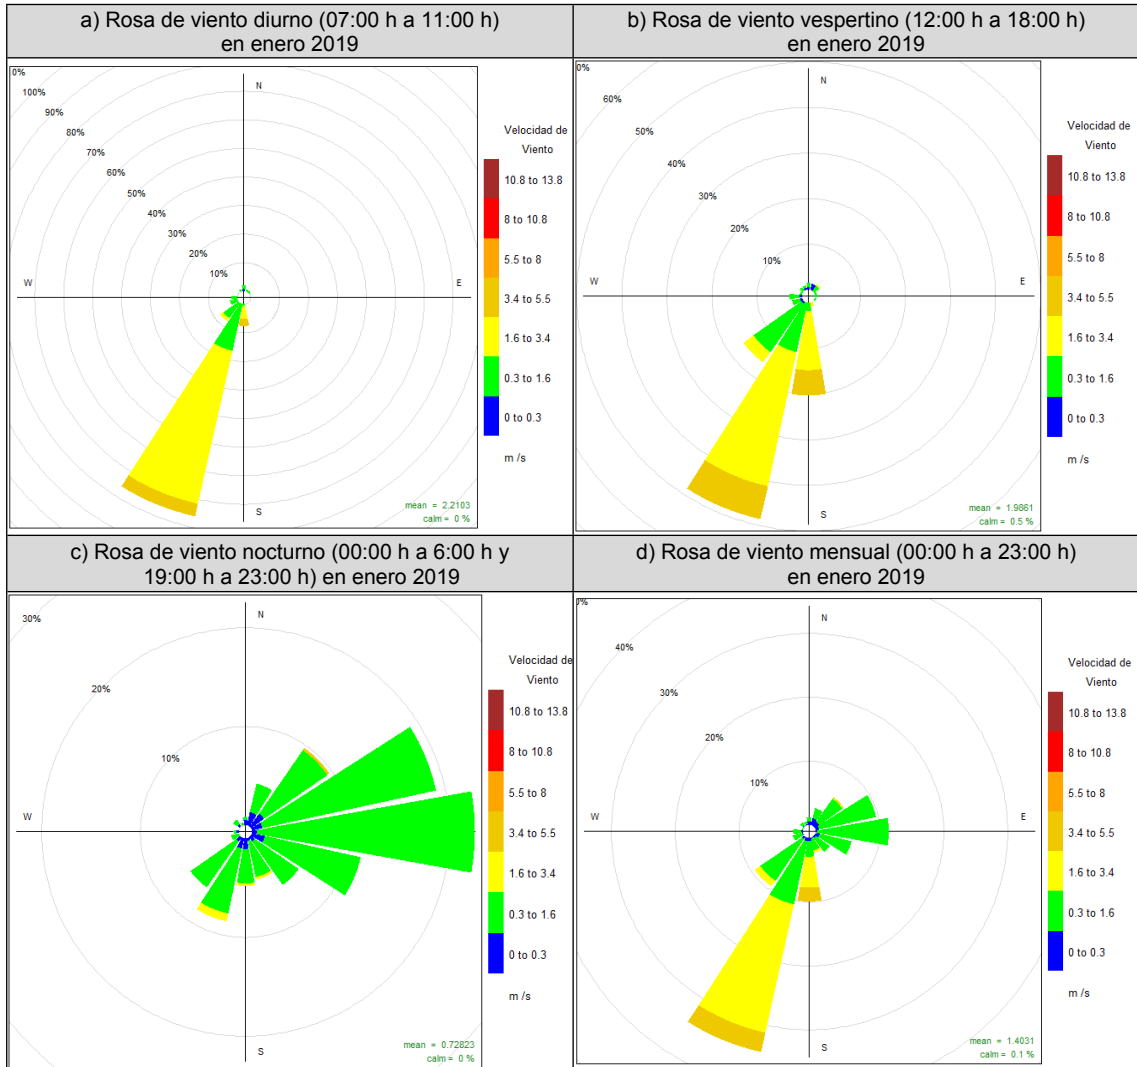 a) Rosa de viento diurno (07:00 h a 11:00 h)
en enero 2019
0%
100%
90%
80%
70%
60%
50%
40%
30%
20%
10%
N
W
E
S
Velocidad de
Viento
10.8 to 13.8
8 to 10.8
5.5 to 8
3.4 to 5.5
1.6 to 3.4
0.3 to 1.6
0 to 0.3
m /s
mean = 2.2103
calm = 0 %
b) Rosa de viento vespertino (12:00 h a 18:00 h)
en enero 2019
0%
60%
50%
40%
30%
20%
10%
N
W
E
S
Velocidad de
Viento
10.8 to 13.8
8 to 10.8
5.5 to 8
3.4 to 5.5
1.6 to 3.4
0.3 to 1.6
0 to 0.3
m /s
mean = 1.9861
calm = 0.5 %
c) Rosa de viento nocturno (00:00 h a 6:00 h y
19:00 h a 23:00 h) en enero 2019
30%
20%
10%
N
W
E
S
Velocidad de
Viento
10.8 to 13.8
8 to 10.8
5.5 to 8
3.4 to 5.5
1.6 to 3.4
0.3 to 1.6
0 to 0.3
m /s
mean = 0.72823
calm = 0 %
d) Rosa de viento mensual (00:00 h a 23:00 h)
en enero 2019
0%
40%
30%
20%
10%
N
W
E
S
Velocidad de
Viento
10.8 to 13.8
8 to 10.8
5.5 to 8
3.4 to 5.5
1.6 to 3.4
0.3 to 1.6
0 to 0.3
m /s
mean = 1.4031
calm = 0.1 %